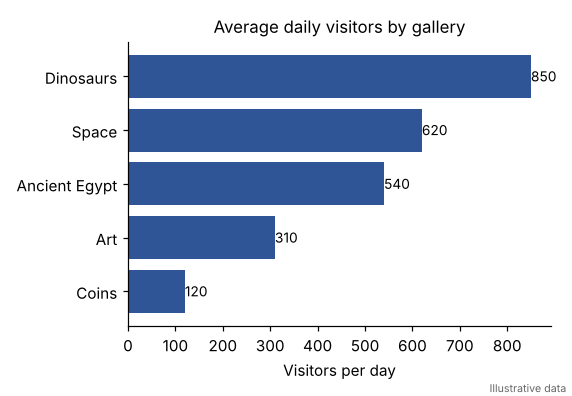 Average daily visitors by gallery
Dinosaurs 850
Space 620
Ancient Egypt 540
Art 310
Coins 120
0 100 200 300 400 500 600 700 800
Visitors per day
Illustrative data